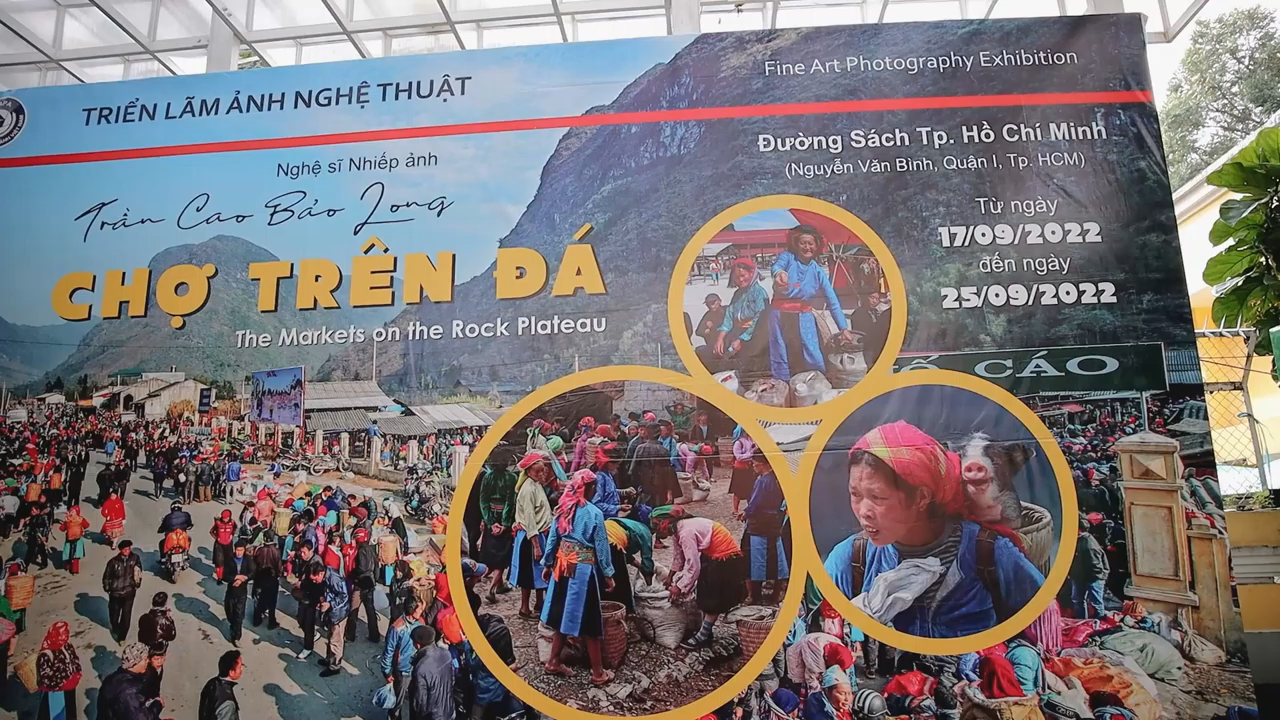 TRIỂN LÃM ẢNH NGHỆ THUẬT
Fine Art Photography Exhibition
Nghệ sĩ Nhiếp ảnh
Trần Cao Bảo Long
CHỢ TRÊN ĐÁ
The Markets on the Rock Plateau
Đường Sách Tp. Hồ Chí Minh
(Nguyễn Văn Bình, Quận I, Tp. HCM)
Từ ngày
17/09/2022
đến ngày
25/09/2022
CÁO